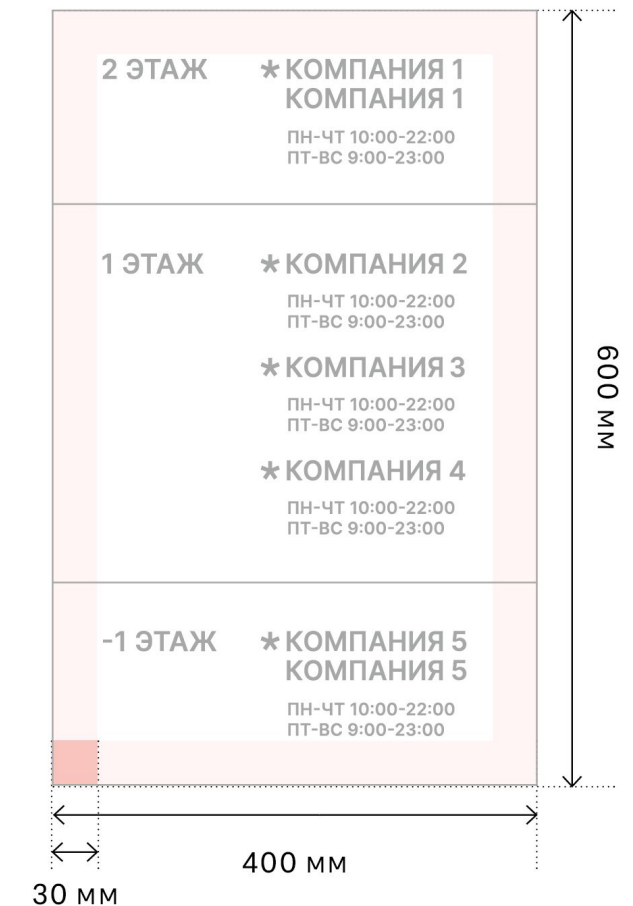 2 ЭТАЖ
*КОМПАНИЯ 1
КОМПАНИЯ 1
ПН-ЧТ 10:00-22:00
ПТ-ВС 9:00-23:00
1 ЭТАЖ
*КОМПАНИЯ 2
ПН-ЧТ 10:00-22:00
ПТ-ВС 9:00-23:00
*КОМПАНИЯ 3
ПН-ЧТ 10:00-22:00
ПТ-ВС 9:00-23:00
*КОМПАНИЯ 4
ПН-ЧТ 10:00-22:00
ПТ-ВС 9:00-23:00
-1 ЭТАЖ
*КОМПАНИЯ 5
КОМПАНИЯ 5
ПН-ЧТ 10:00-22:00
ПТ-ВС 9:00-23:00
600 мм
400 мм
30 мм